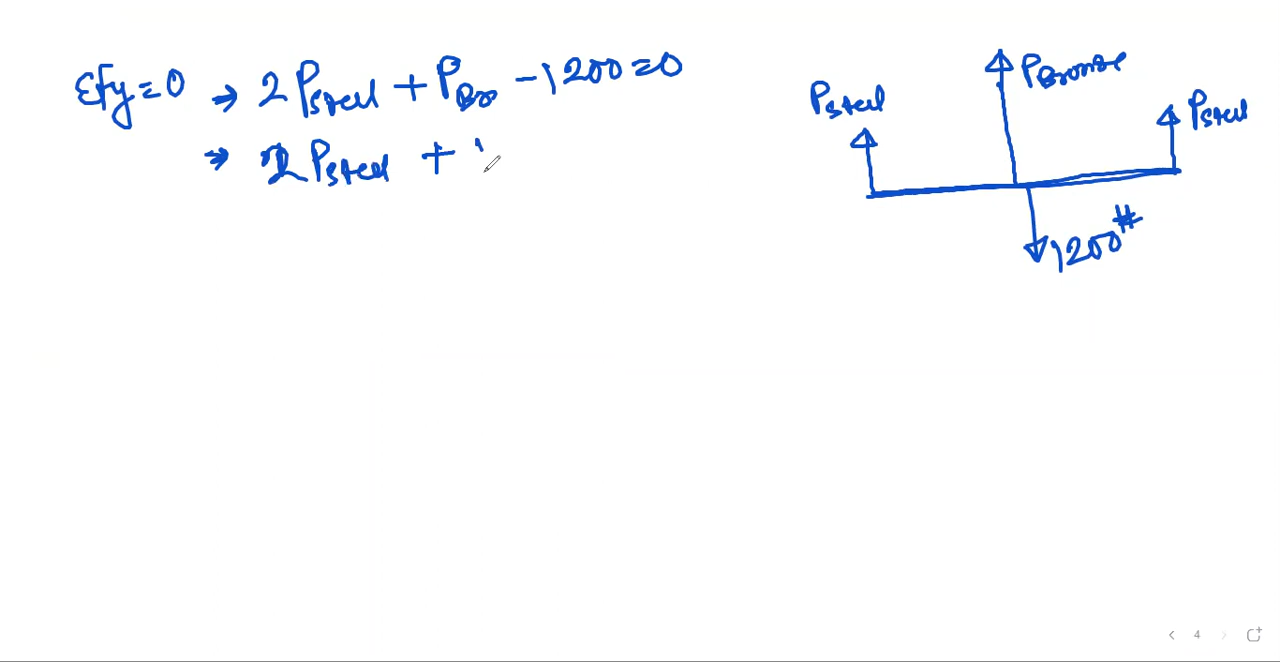 ΣFy=0 → 2 Psteel + PBr - 1200 = 0
→ 2 Psteel +
Psteel
PBronze
Psteel
1200#
4